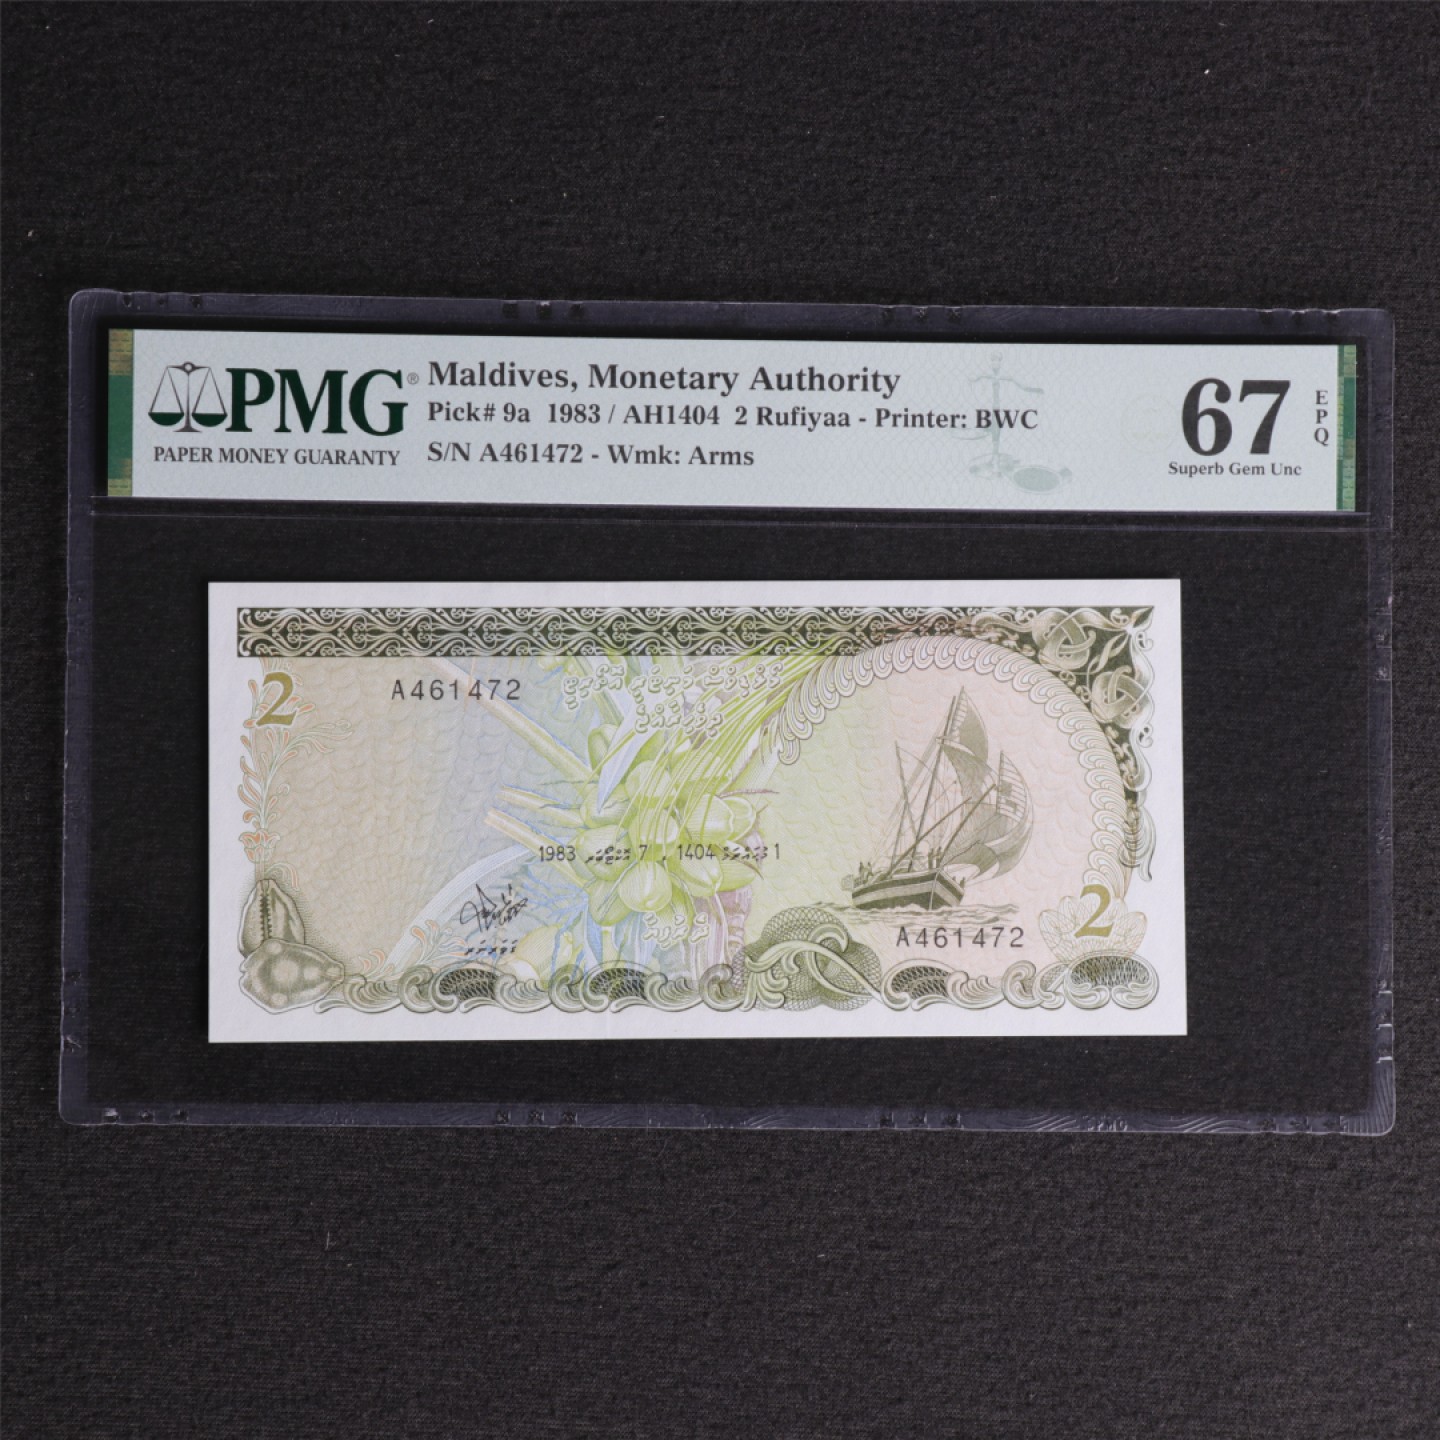 PMG®
PAPER MONEY GUARANTY
Maldives, Monetary Authority
Pick# 9a 1983 / AH1404 2 Rufiyaa - Printer: BWC
S/N A461472 - Wmk: Arms
67
EPQ
Superb Gem Unc
2
A461472
ދިވެހިރާއްޖެ
1 މުޙައްރަމް 1404 ، 7 އޮކްޓޯބަރ 1983
ގަވަރުނަރު
A461472
2